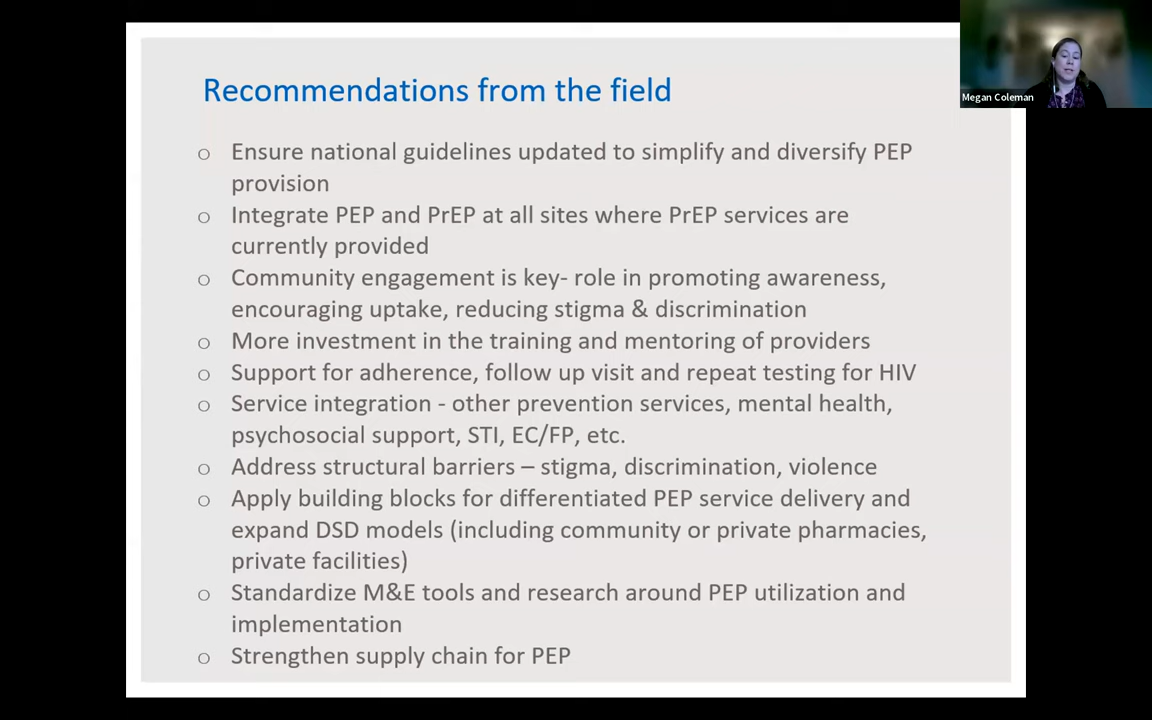 Recommendations from the field
Megan Coleman
o Ensure national guidelines updated to simplify and diversify PEP
provision
o Integrate PEP and PrEP at all sites where PrEP services are
currently provided
o Community engagement is key- role in promoting awareness,
encouraging uptake, reducing stigma & discrimination
o More investment in the training and mentoring of providers
o Support for adherence, follow up visit and repeat testing for HIV
o Service integration - other prevention services, mental health,
psychosocial support, STI, EC/FP, etc.
o Address structural barriers – stigma, discrimination, violence
o Apply building blocks for differentiated PEP service delivery and
expand DSD models (including community or private pharmacies,
private facilities)
o Standardize M&E tools and research around PEP utilization and
implementation
o Strengthen supply chain for PEP